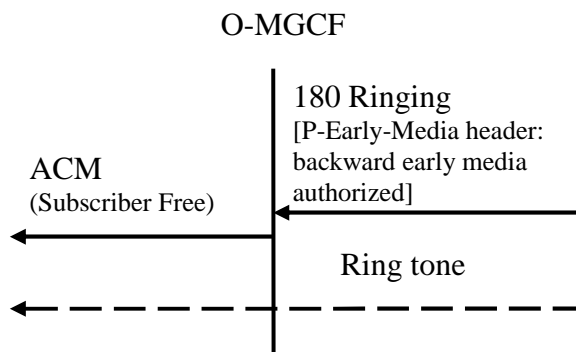 O-MGCF
180 Ringing
[P-Early-Media header:
backward early media
authorized]
ACM
(Subscriber Free)
Ring tone